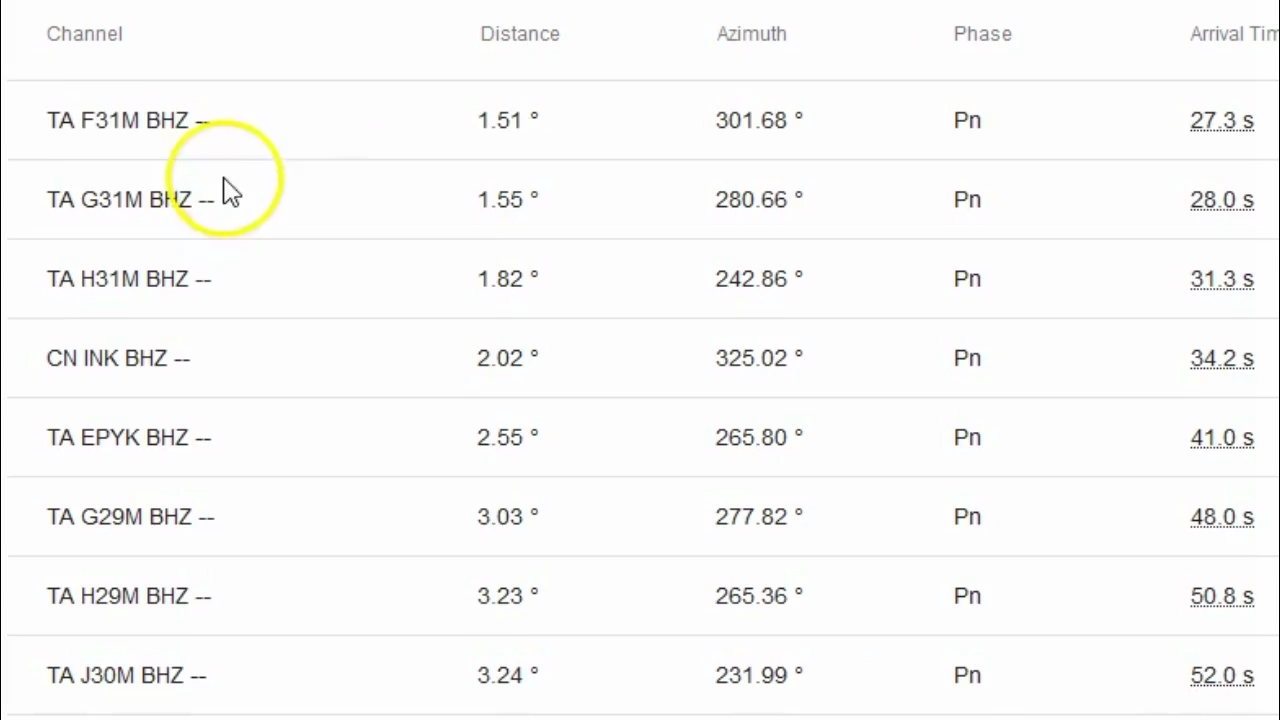 Channel Distance Azimuth Phase Arrival Tim
TA F31M BHZ -- 1.51 ° 301.68 ° Pn 27.3 s
TA G31M BHZ -- 1.55 ° 280.66 ° Pn 28.0 s
TA H31M BHZ -- 1.82 ° 242.86 ° Pn 31.3 s
CN INK BHZ -- 2.02 ° 325.02 ° Pn 34.2 s
TA EPYK BHZ -- 2.55 ° 265.80 ° Pn 41.0 s
TA G29M BHZ -- 3.03 ° 277.82 ° Pn 48.0 s
TA H29M BHZ -- 3.23 ° 265.36 ° Pn 50.8 s
TA J30M BHZ -- 3.24 ° 231.99 ° Pn 52.0 s